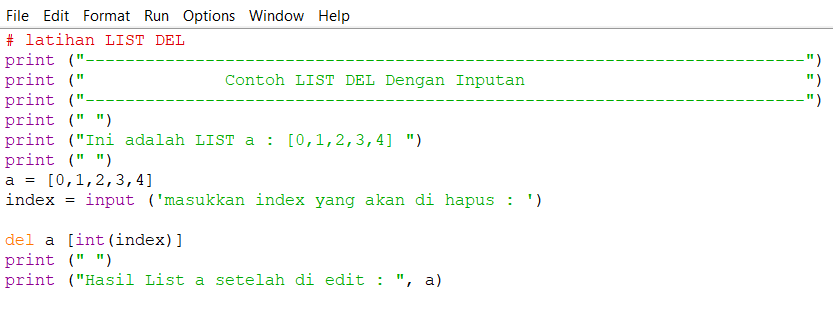 File Edit Format Run Options Window Help
# latihan LIST DEL
print ("------------------------------------------------------------------------")
print ("              Contoh LIST DEL Dengan Inputan                            ")
print ("------------------------------------------------------------------------")
print (" ")
print ("Ini adalah LIST a : [0,1,2,3,4] ")
print (" ")
a = [0,1,2,3,4]
index = input ('masukkan index yang akan di hapus : ')
del a [int(index)]
print (" ")
print ("Hasil List a setelah di edit : ", a)